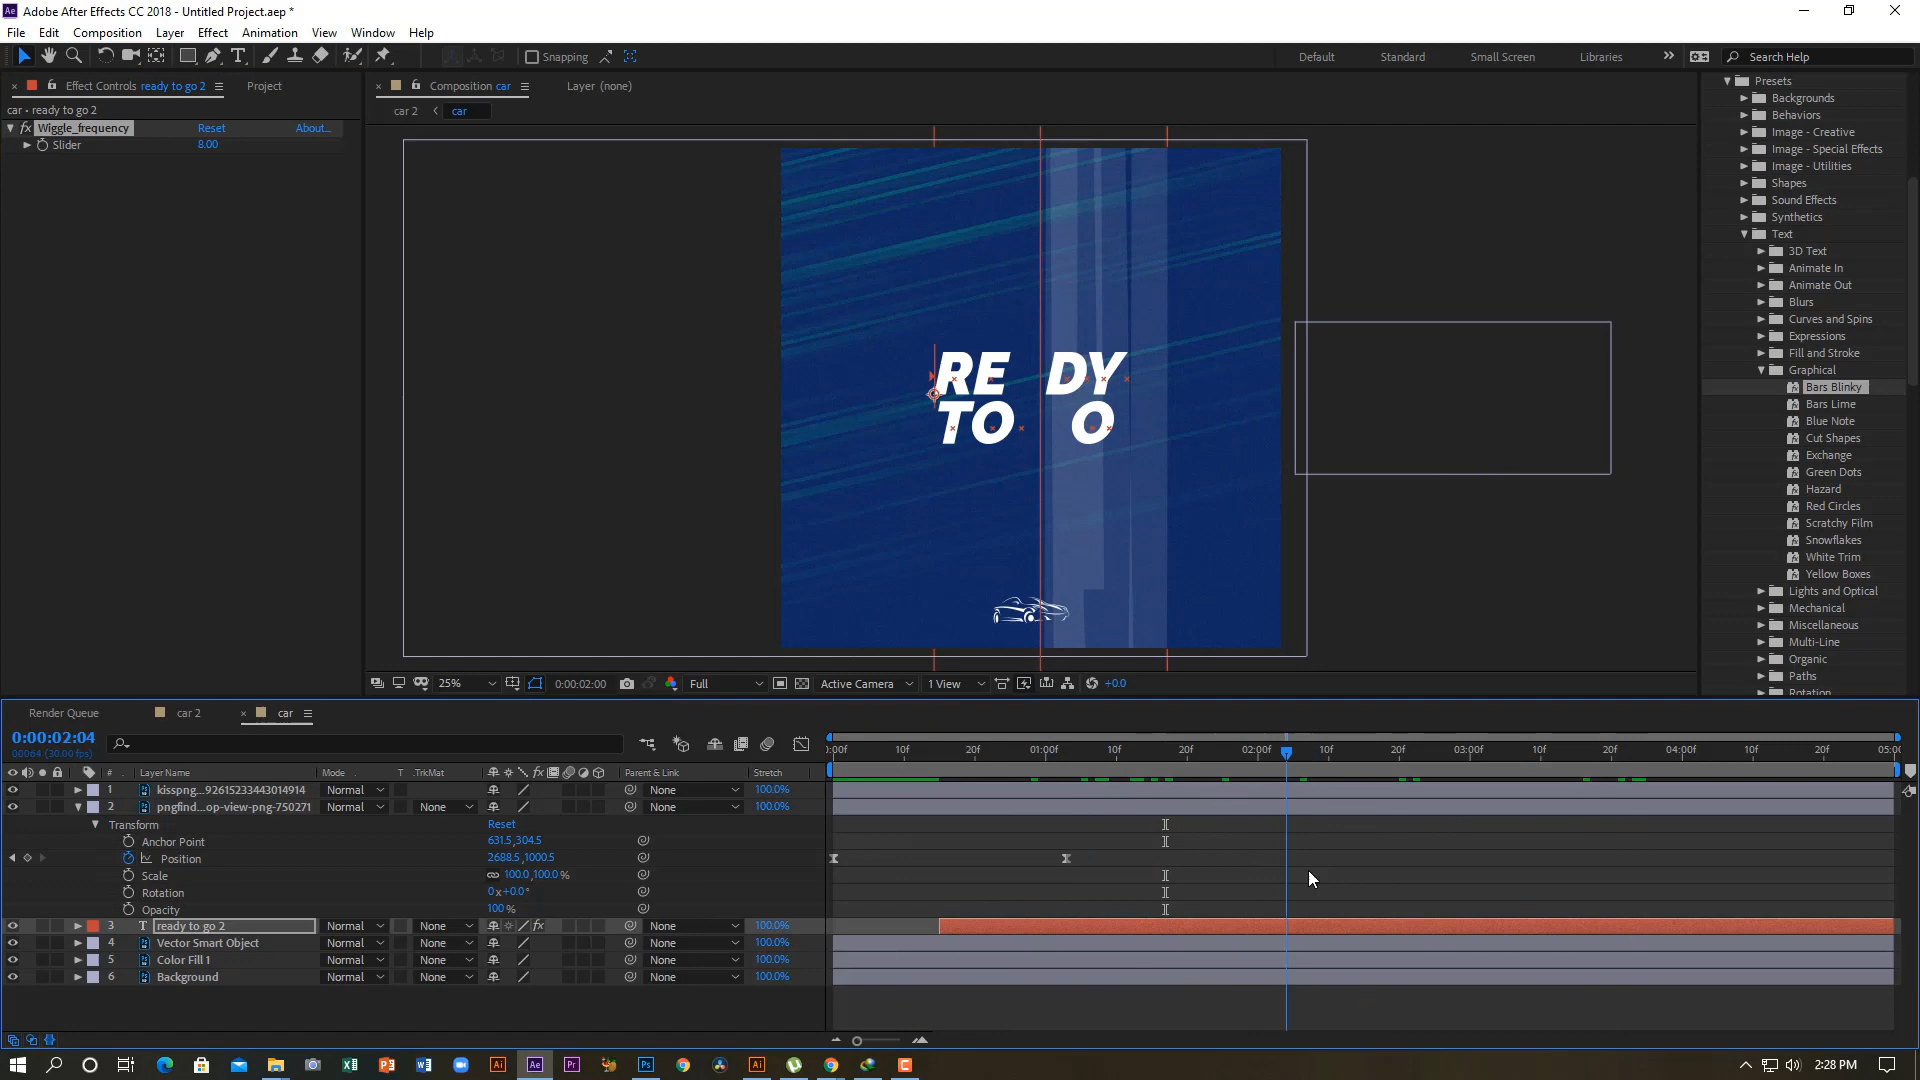 Adobe After Effects CC 2018 - Untitled Project.aep *
File Edit Composition Layer Effect Animation View Window Help
Snapping Default Standard Small Screen Libraries Search Help
Effect Controls ready to go 2 Project Composition car Layer (none)
car • ready to go 2 car 2 car
Wiggle_frequency Reset About...
Slider 8.00
Presets
Backgrounds
Behaviors
Image - Creative
Image - Special Effects
Image - Utilities
Shapes
Sound Effects
Synthetics
Text
3D Text
Animate In
Animate Out
Blurs
Curves and Spins
Expressions
Fill and Stroke
Graphical
Bars Blinky
Bars Lime
Blue Note
Cut Shapes
Exchange
Green Dots
Hazard
Red Circles
Scratchy Film
Snowflakes
White Trim
Yellow Boxes
Lights and Optical
Mechanical
Miscellaneous
Multi-Line
Organic
Paths
Rotation
RE DY
TO O
25% 0:00:02:00 Full Active Camera 1 View +0.0
Render Queue car 2 car
0:00:02:04
00064 (30.00 fps)
:00f 10f 20f 01:00f 10f 20f 02:00f 10f 20f 03:00f 10f 20f 04:00f 10f 20f 05:00
# Layer Name Mode T .TrkMat Parent & Link Stretch
1 kisspng...92615233443014914 Normal None 100.0%
2 pngfind...op-view-png-750271 Normal None None 100.0%
Transform Reset
Anchor Point 631.5,304.5
Position 2688.5,1000.5
Scale 100.0,100.0%
Rotation 0x+0.0°
Opacity 100%
3 T ready to go 2 Normal None None 100.0%
4 Vector Smart Object Normal None None 100.0%
5 Color Fill 1 Normal None None 100.0%
6 Background Normal None None 100.0%
2:28 PM